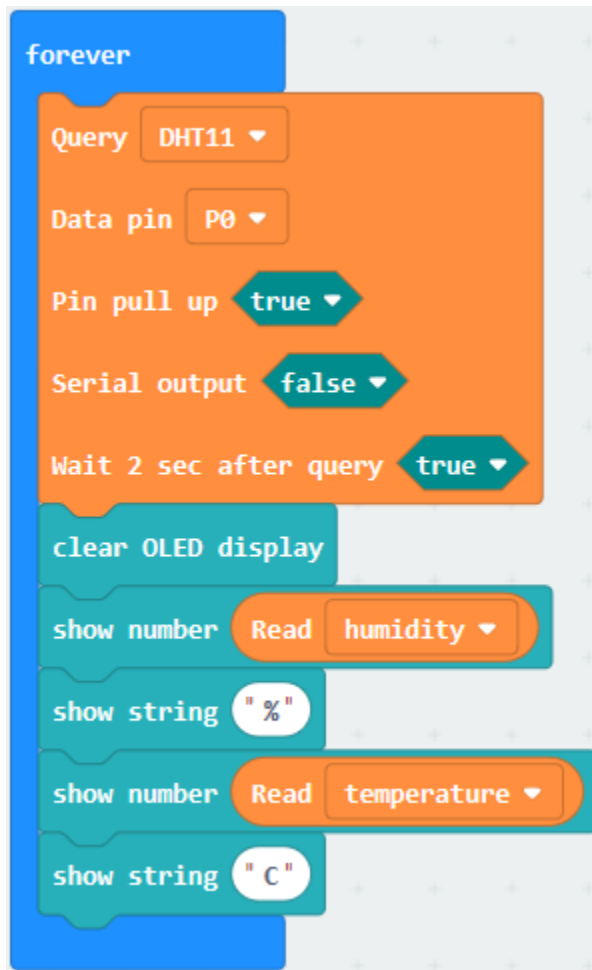 forever
Query DHT11
Data pin P0
Pin pull up true
Serial output false
Wait 2 sec after query true
clear OLED display
show number Read humidity
show string "%"
show number Read temperature
show string "C"